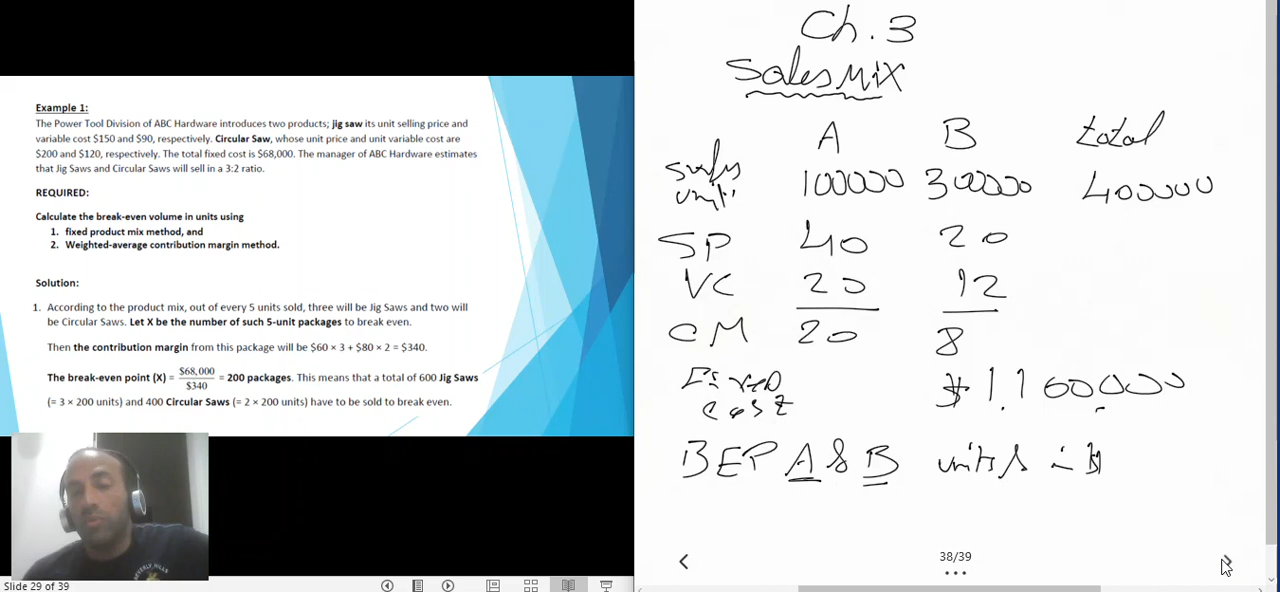 Example 1:
The Power Tool Division of ABC Hardware introduces two products; jig saw its unit selling price and
variable cost $150 and $90, respectively. Circular Saw, whose unit price and unit variable cost are
$200 and $120, respectively. The total fixed cost is $68,000. The manager of ABC Hardware estimates
that Jig Saws and Circular Saws will sell in a 3:2 ratio.
REQUIRED:
Calculate the break-even volume in units using
1. fixed product mix method, and
2. Weighted-average contribution margin method.
Solution:
1. According to the product mix, out of every 5 units sold, three will be Jig Saws and two will
be Circular Saws. Let X be the number of such 5-unit packages to break even.
Then the contribution margin from this package will be $60 × 3 + $80 × 2 = $340.
The break-even point (X) = $68,000 / $340 = 200 packages. This means that a total of 600 Jig Saws
(= 3 × 200 units) and 400 Circular Saws (= 2 × 200 units) have to be sold to break even.
BEVERLY HILLS
Slide 29 of 39
Ch. 3
Sales Mix
A B total
units 100000 300000 400000
SP 40 20
VC 20 12
CM 20 8
Fixed cost $ 1.160000
BEP A & B units
38/39